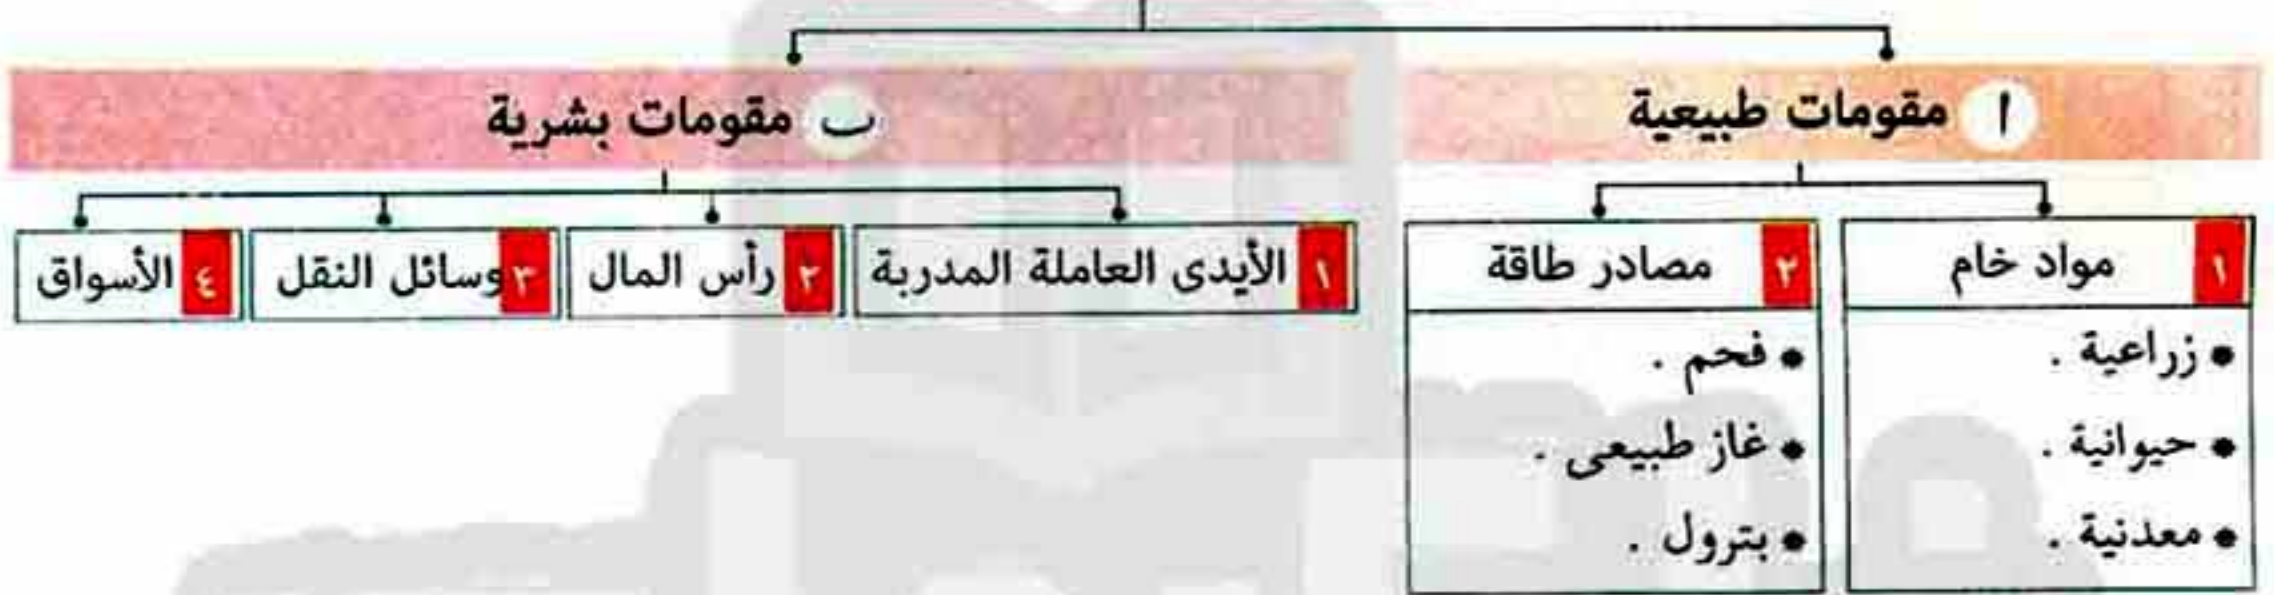 ا مقومات طبيعية
ب مقومات بشرية
١ مواد خام
٢ مصادر طاقة
١ الأيدى العاملة المدربة
٢ رأس المال
٣ وسائل النقل
٤ الأسواق
• زراعية .
• حيوانية .
• معدنية .
• فحم .
• غاز طبيعى .
• بترول .